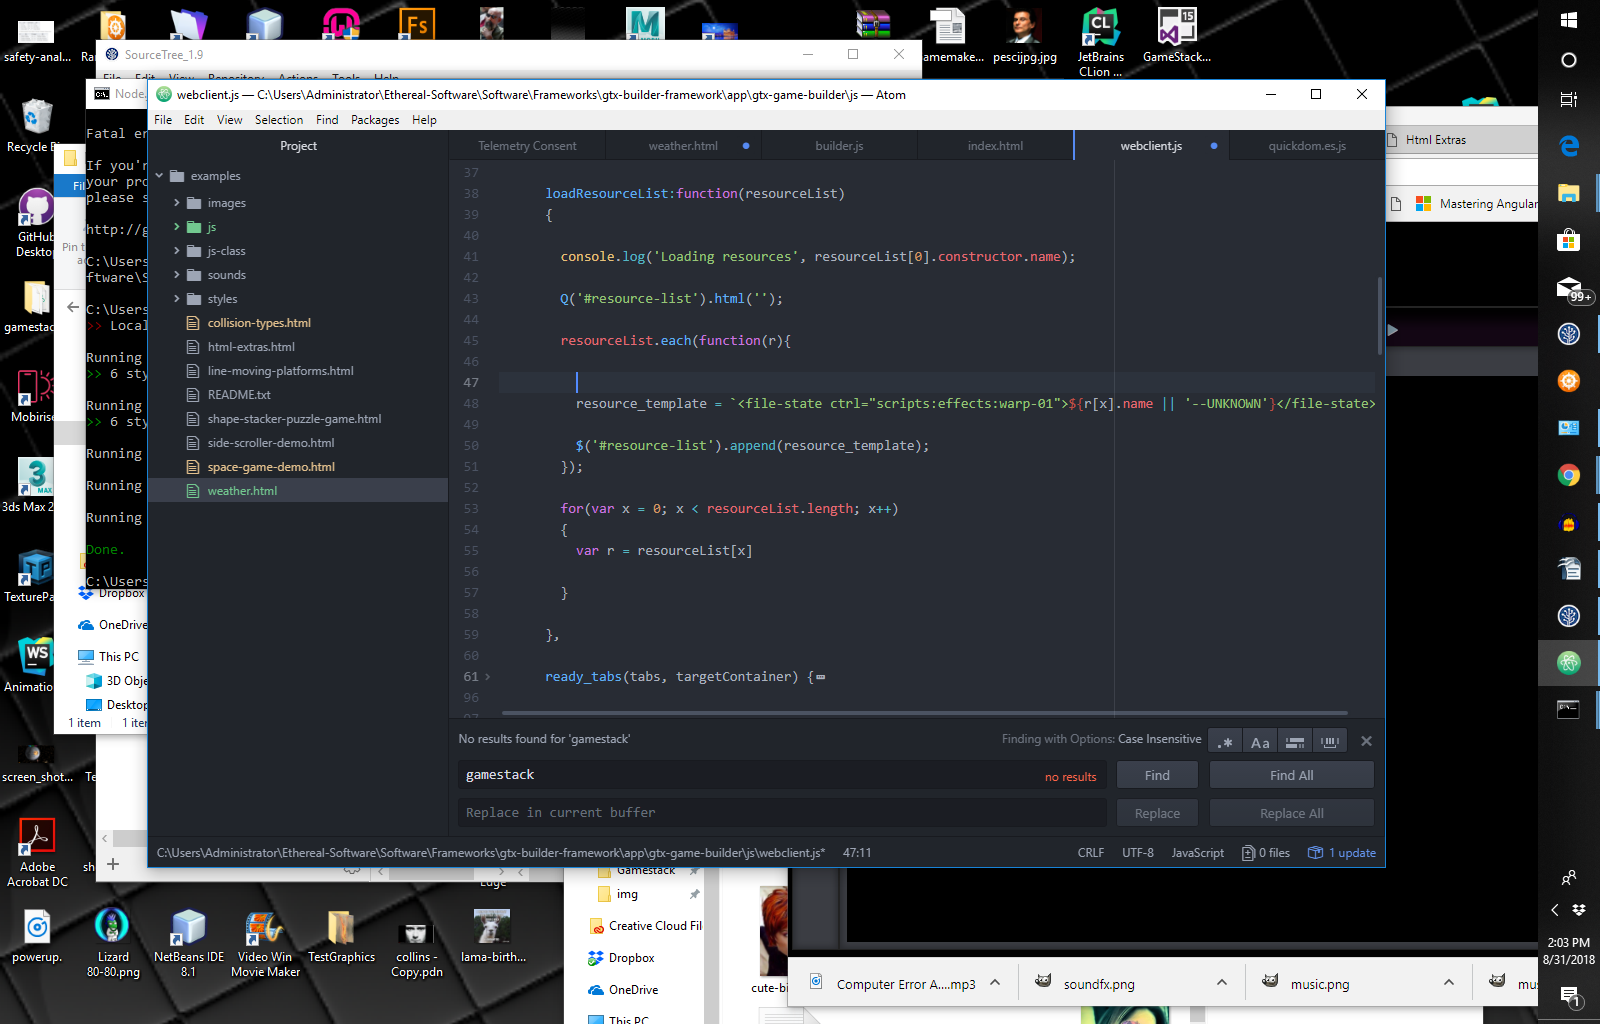 safety-anal...
amemake...
pescijpg.jpg
JetBrains
CLion ...
GameStack...
SourceTree_1.9
File Edit View Repository Actions Tools Help
Node.
webclient.js — C:\Users\Administrator\Ethereal-Software\Software\Frameworks\gtx-builder-framework\app\gtx-game-builder\js — Atom
File Edit View Selection Find Packages Help
Project
Telemetry Consent
weather.html
builder.js
index.html
webclient.js
quickdom.es.js
Html Extras
Mastering Angular
examples
images
js
js-class
sounds
styles
collision-types.html
html-extras.html
line-moving-platforms.html
README.txt
shape-stacker-puzzle-game.html
side-scroller-demo.html
space-game-demo.html
weather.html
37
38 loadResourceList:function(resourceList)
39 {
40
41 console.log('Loading resources', resourceList[0].constructor.name);
42
43 Q('#resource-list').html('');
44
45 resourceList.each(function(r){
46
47
48 resource_template = `<file-state ctrl="scripts:effects:warp-01">${r[x].name || '--UNKNOWN'}</file-state>
49
50 $('#resource-list').append(resource_template);
51 });
52
53 for(var x = 0; x < resourceList.length; x++)
54 {
55 var r = resourceList[x]
56
57 }
58
59 },
60
61 ready_tabs(tabs, targetContainer) {
96
No results found for 'gamestack'
Finding with Options: Case Insensitive
.* Aa
gamestack
no results
Find
Find All
Replace in current buffer
Replace
Replace All
C:\Users\Administrator\Ethereal-Software\Software\Frameworks\gtx-builder-framework\app\gtx-game-builder\js\webclient.js*
47:11
CRLF
UTF-8
JavaScript
0 files
1 update
Fatal er
If you'r
your pro
please s
http://g
C:\Users
ftware\S
C:\Users
>> Local
Running
>> 6 sty
Running
>> 6 sty
Running
Running
Running
Done.
C:\Users
Recycle
GitHub
Deskto
gamestac
Mobirise
3ds Max 2
TexturePa
Animation
screen_shot...
Adobe
Acrobat DC
Dropbox
OneDrive
This PC
3D Obje
Desktop
1 item
powerup.
Lizard
80-80.png
NetBeans IDE
8.1
Video Win
Movie Maker
TestGraphics
collins -
Copy.pdn
lama-birth...
Edge
Gamestack
img
Creative Cloud Fil
Dropbox
OneDrive
This PC
cute-bi
Computer Error A....mp3
soundfx.png
music.png
mus
99+
2:03 PM
8/31/2018
1